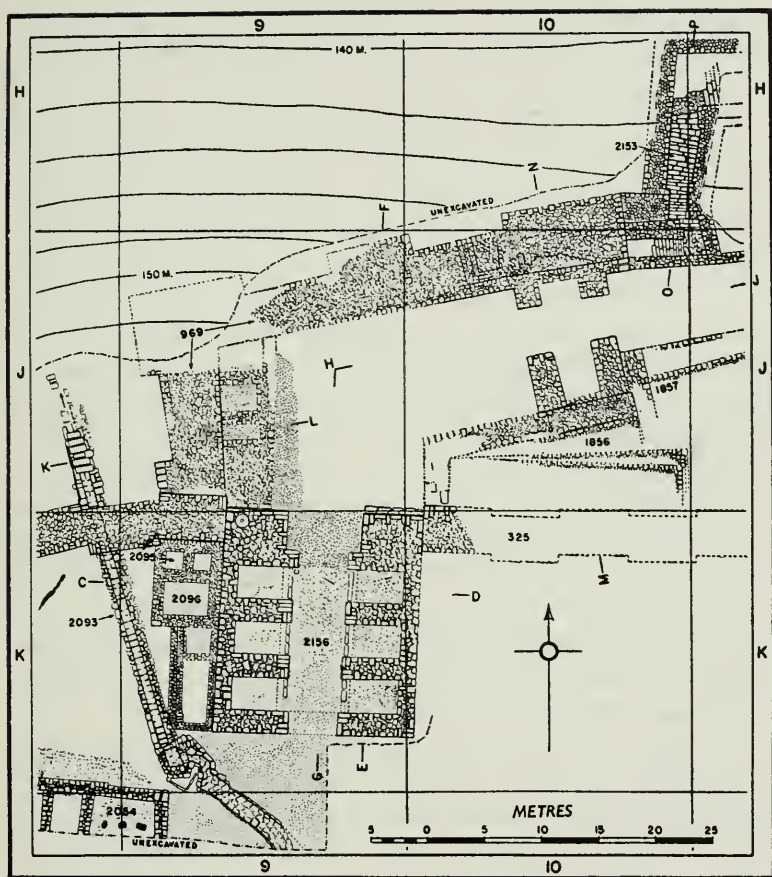 9 10
140 M.
H H
2153
N
F UNEXCAVATED
150 M.
J
O
969
H
J
1857
L
1856
K
325
2095
M
C
2096
D
2093
K K
2156
G E
METRES
2064
5 0 5 10 15 20 25
UNEXCAVATED
9 10